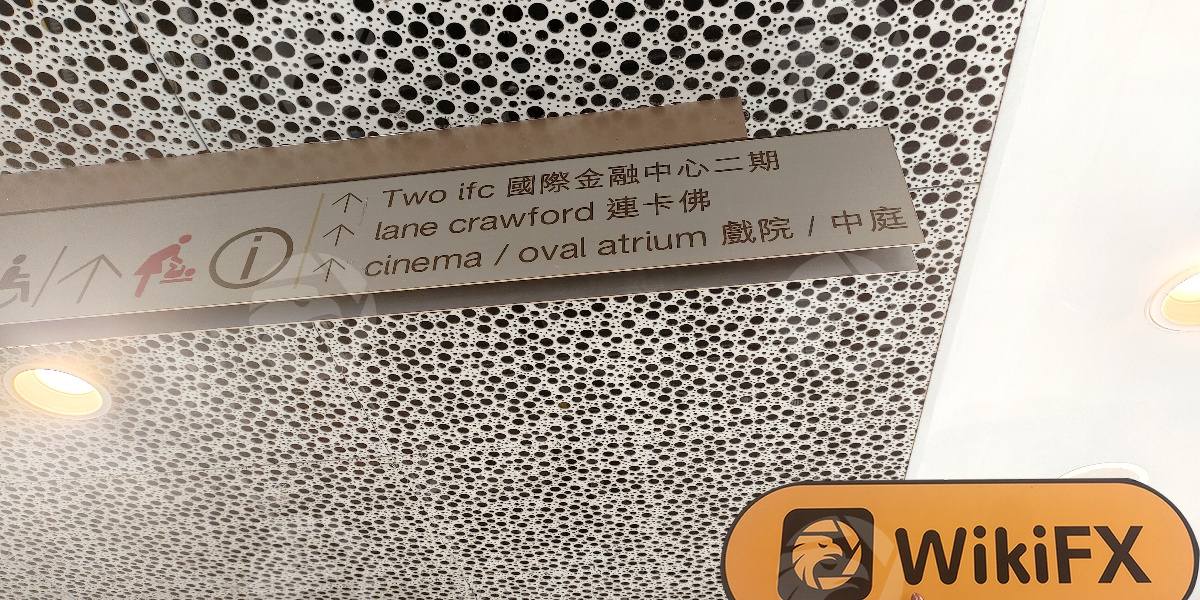 Two ifc 國際金融中心二期
lane crawford 連卡佛
cinema / oval atrium 戲院 / 中庭
WikiFX